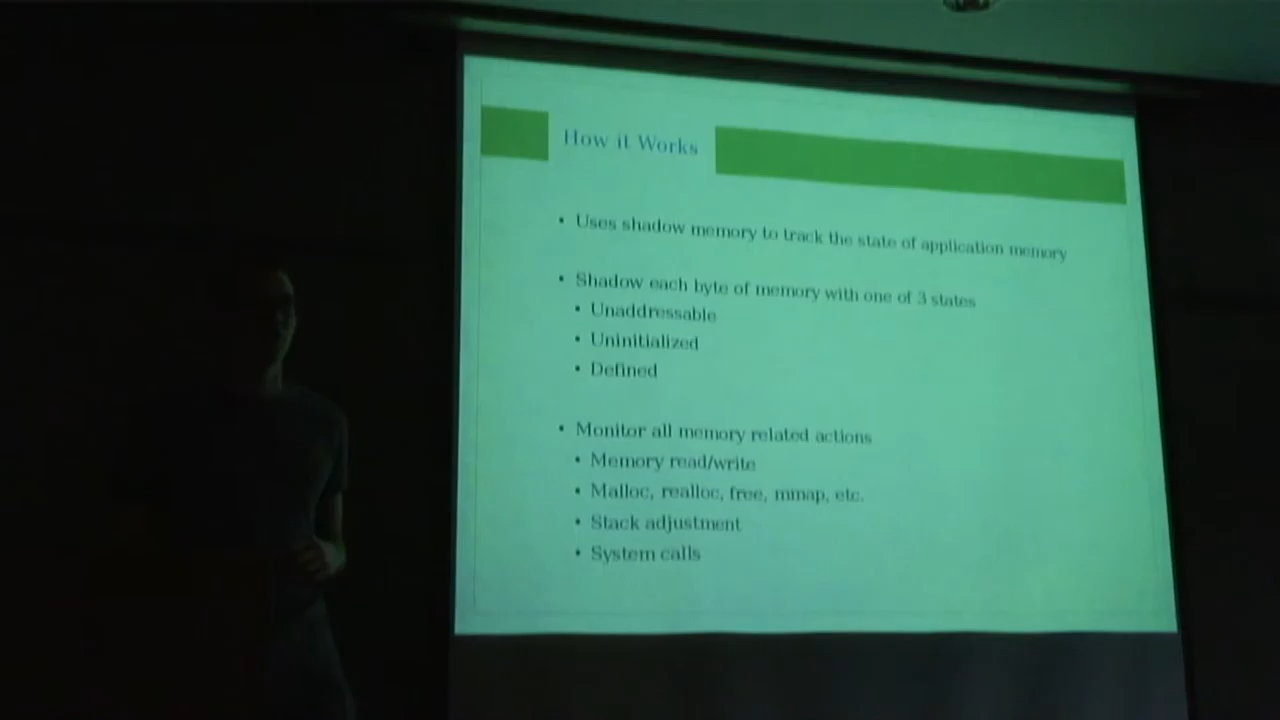 How it Works
• Uses shadow memory to track the state of application memory
• Shadow each byte of memory with one of 3 states
• Unaddressable
• Uninitialized
• Defined
• Monitor all memory related actions
• Memory read/write
• Malloc, realloc, free, mmap, etc.
• Stack adjustment
• System calls